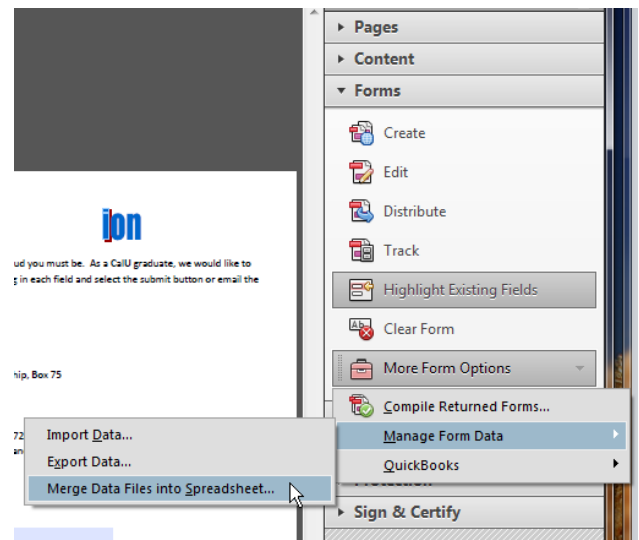 Pages
Content
Forms
Create
Edit
Distribute
Track
Highlight Existing Fields
Clear Form
More Form Options
Compile Returned Forms...
Manage Form Data
QuickBooks
Import Data...
Export Data...
Merge Data Files into Spreadsheet...
Sign & Certify
ion
ud you must be. As a CalU graduate, we would like to
g in each field and select the submit button or email the
hip, Box 75
72
an